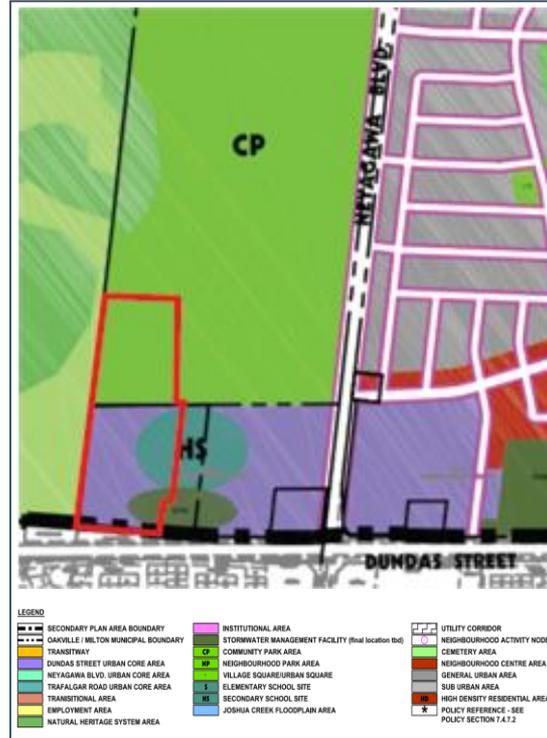 CP
NEYAGAWA BLVD.
HS
DUNDAS STREET
LEGEND
SECONDARY PLAN AREA BOUNDARY
OAKVILLE / MILTON MUNICIPAL BOUNDARY
TRANSITWAY
DUNDAS STREET URBAN CORE AREA
NEYAGAWA BLVD. URBAN CORE AREA
TRAFALGAR ROAD URBAN CORE AREA
TRANSITIONAL AREA
EMPLOYMENT AREA
NATURAL HERITAGE SYSTEM AREA
INSTITUTIONAL AREA
STORMWATER MANAGEMENT FACILITY (final location tbd)
CP COMMUNITY PARK AREA
NP NEIGHBOURHOOD PARK AREA
VILLAGE SQUARE/URBAN SQUARE
S ELEMENTARY SCHOOL SITE
HS SECONDARY SCHOOL SITE
JOSHUA CREEK FLOODPLAIN AREA
UTILITY CORRIDOR
NEIGHBOURHOOD ACTIVITY NODE
CEMETERY AREA
NEIGHBOURHOOD CENTRE AREA
GENERAL URBAN AREA
SUB URBAN AREA
HD HIGH DENSITY RESIDENTIAL AREA
* POLICY REFERENCE - SEE
POLICY SECTION 7.4.7.2